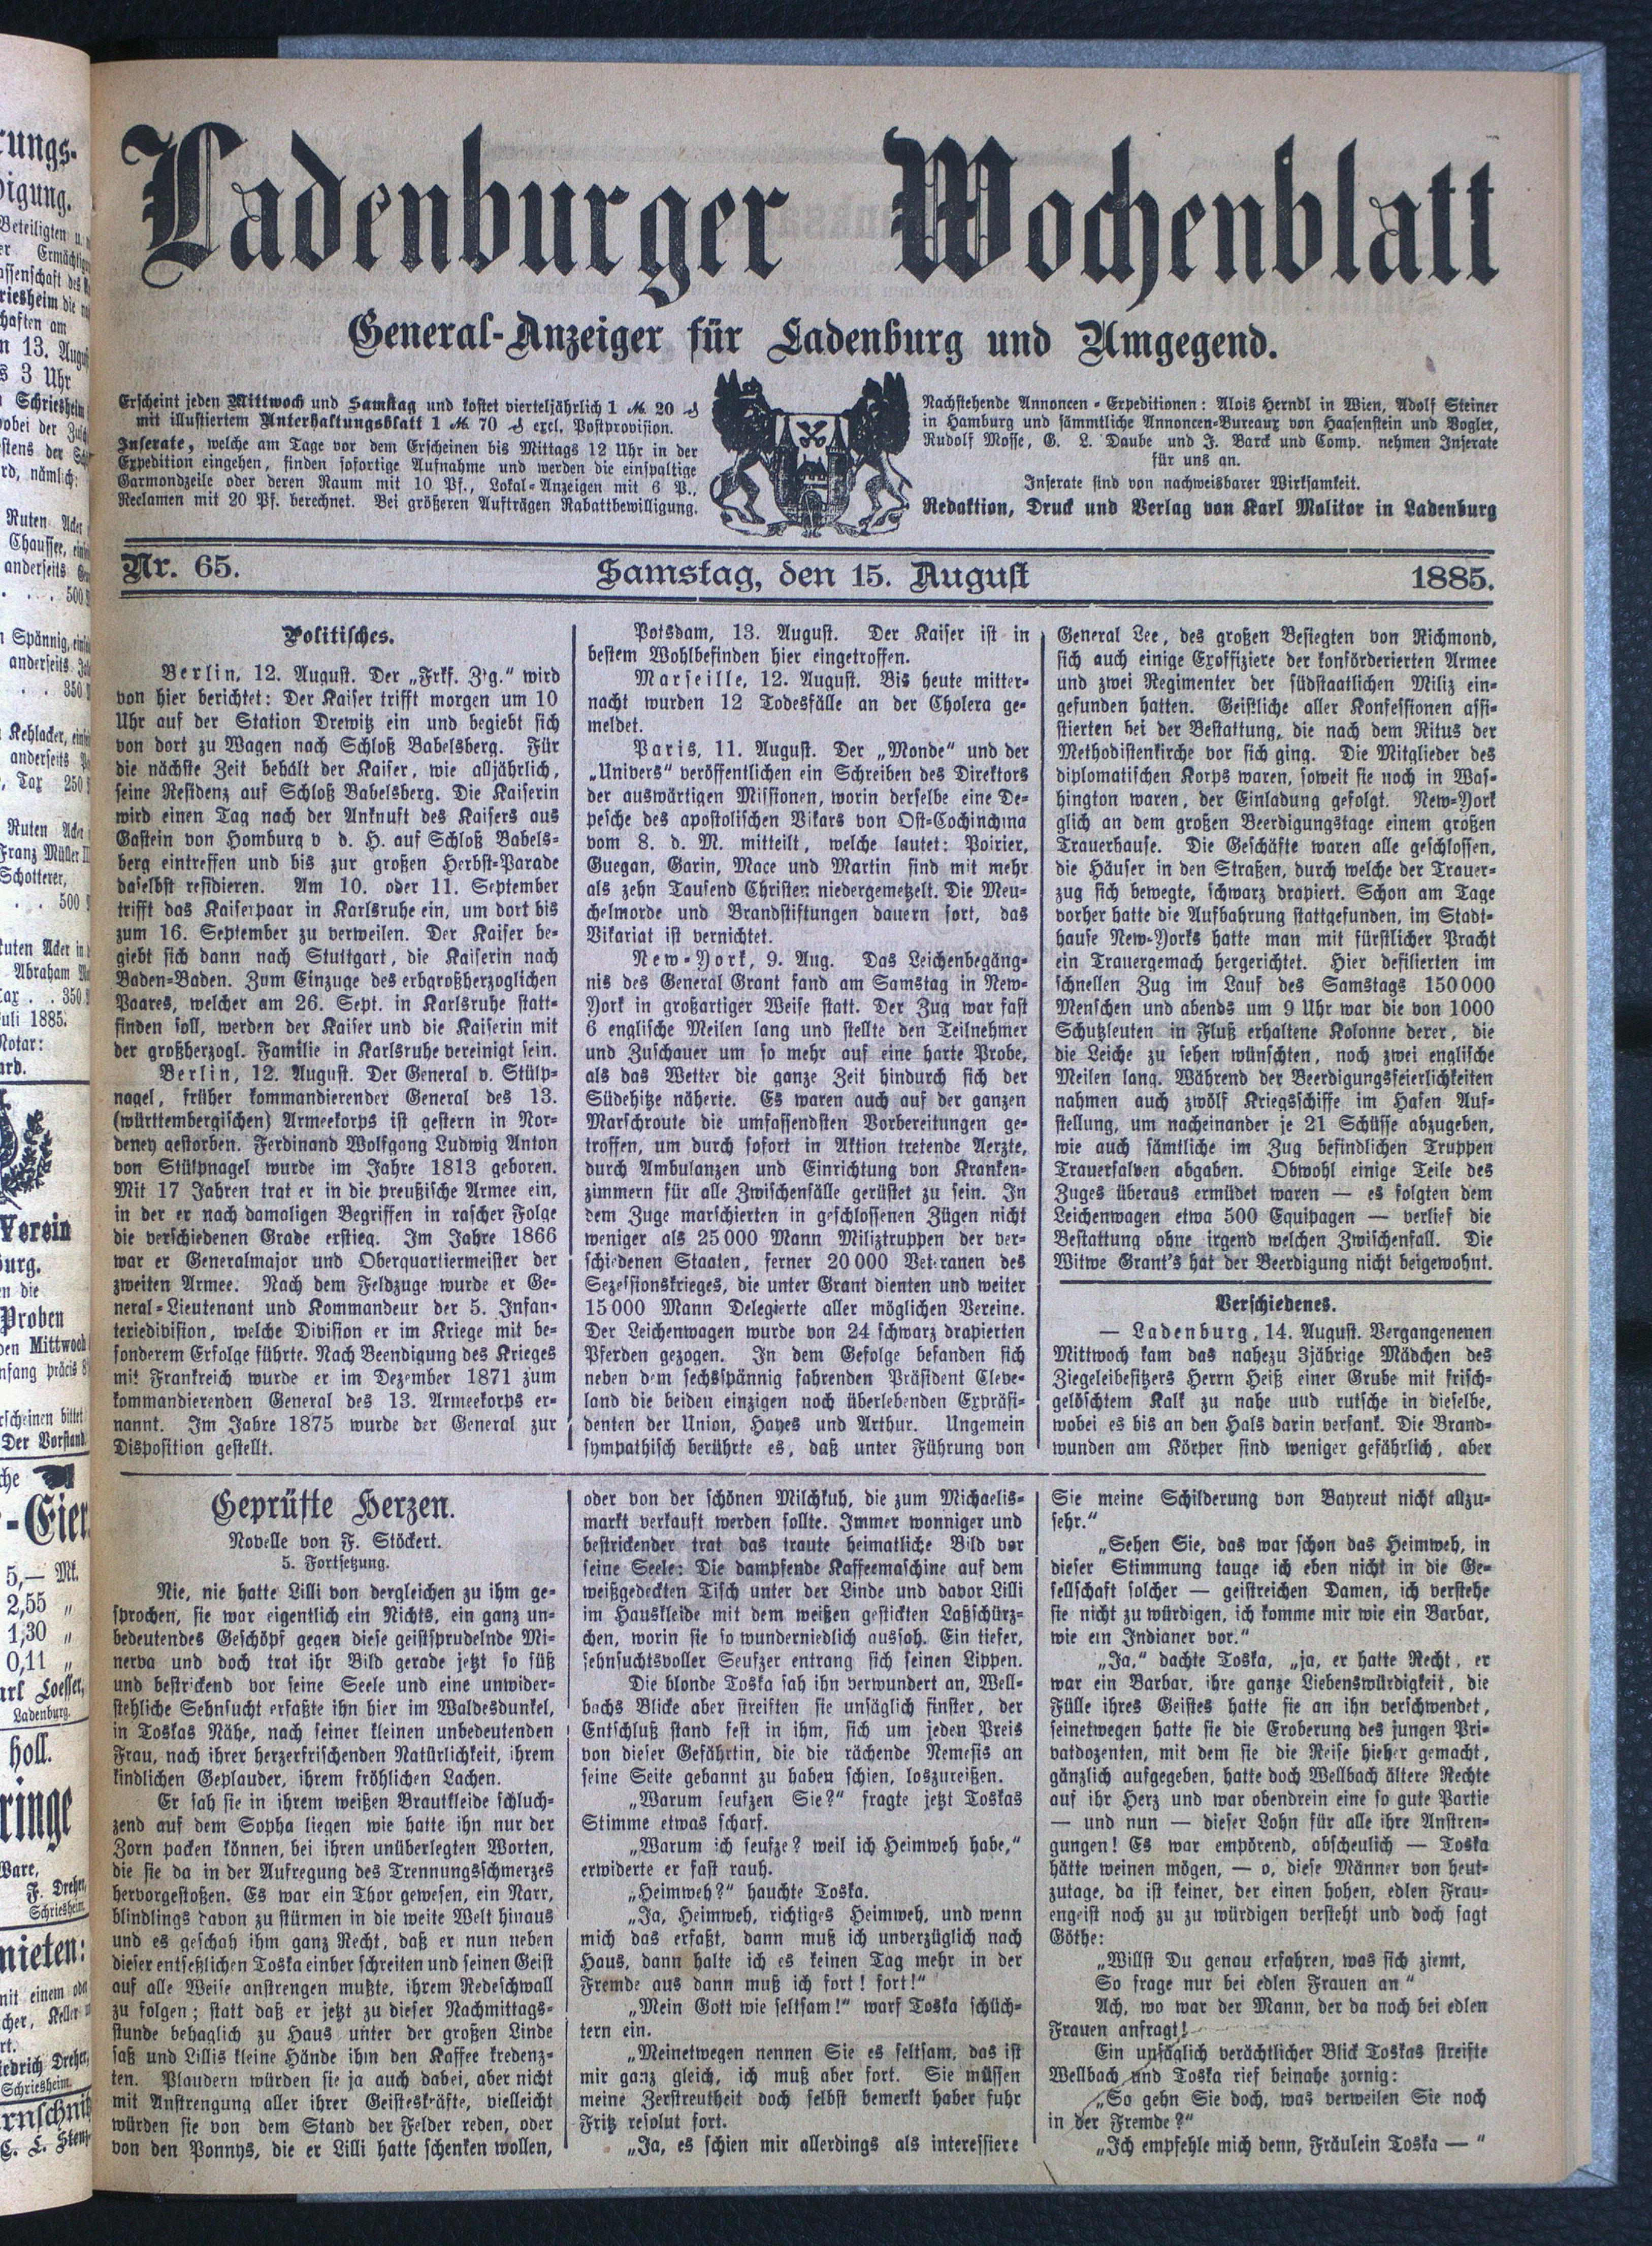 Ladenburger Wochenblatt
General-Anzeiger für Ladenburg und Umgegend.
Erscheint jeden Mittwoch und Samstag und kostet vierteljährlich 1 M. 20 ₰
mit illustiertem Unterhaltungsblatt 1 M. 70 ₰ excl. Postprovision.
Inserate, welche am Tage vor dem Erscheinen bis Mittags 12 Uhr in der
Expedition eingehen, finden sofortige Aufnahme und werden die einspaltige
Garmondzeile oder deren Raum mit 10 Pf., Lokal-Anzeigen mit 6 P.,
Reclamen mit 20 Pf. berechnet. Bei größeren Aufträgen Rabattbewilligung.
Nachstehende Annoncen-Expeditionen: Alois Herndl in Wien, Adolf Steiner
in Hamburg und sämmtliche Annoncen-Bureaux von Haasenstein und Vogler,
Rudolf Mosse, G. L. Daube und J. Barck und Comp. nehmen Inserate
für uns an.
Inserate sind von nachweisbarer Wirksamkeit.
Redaktion, Druck und Verlag von Karl Molitor in Ladenburg
Nr. 65. Samstag, den 15. August 1885.
Politisches.
Berlin, 12. August. Der „Frkf. Z'g." wird
von hier berichtet: Der Kaiser trifft morgen um 10
Uhr auf der Station Drewitz ein und begiebt sich
von dort zu Wagen nach Schloß Babelsberg. Für
die nächste Zeit behält der Kaiser, wie alljährlich,
seine Residenz auf Schloß Babelsberg. Die Kaiserin
wird einen Tag nach der Anknuft des Kaisers aus
Gastein von Homburg v d. H. auf Schloß Babels-
berg eintreffen und bis zur großen Herbst-Parade
daselbst residieren. Am 10. oder 11. September
trifft das Kaiserpaar in Karlsruhe ein, um dort bis
zum 16. September zu verweilen. Der Kaiser be-
giebt sich dann nach Stuttgart, die Kaiserin nach
Baden-Baden. Zum Einzuge des erbgroßherzoglichen
Paares, welcher am 26. Sept. in Karlsruhe statt-
finden soll, werden der Kaiser und die Kaiserin mit
der großherzogl. Familie in Karlsruhe vereinigt sein.
Berlin, 12. August. Der General v. Stülp-
nagel, früher kommandierender General des 13.
(württembergischen) Armeekorps ist gestern in Nor-
deney gestorben. Ferdinand Wolfgang Ludwig Anton
von Stülpnagel wurde im Jahre 1813 geboren.
Mit 17 Jahren trat er in die preußische Armee ein,
in der er nach damaligen Begriffen in rascher Folge
die verschiedenen Grade erstieg. Im Jahre 1866
war er Generalmajor und Oberquartiermeister der
zweiten Armee. Nach dem Feldzuge wurde er Ge-
neral-Lieutenant und Kommandeur der 5. Infan-
teriedivision, welche Division er im Kriege mit be-
sonderem Erfolge führte. Nach Beendigung des Krieges
mit Frankreich wurde er im Dezember 1871 zum
kommandierenden General des 13. Armeekorps er-
nannt. Im Jahre 1875 wurde der General zur
Disposition gestellt.
Potsdam, 13. August. Der Kaiser ist in
bestem Wohlbefinden hier eingetroffen.
Marseille, 12. August. Bis heute mitter-
nacht wurden 12 Todesfälle an der Cholera ge-
meldet.
Paris, 11. August. Der „Monde" und der
„Univers" veröffentlichen ein Schreiben des Direktors
der auswärtigen Missionen, worin derselbe eine De-
pesche des apostolischen Vikars von Ost-Cochinchina
vom 8. d. M. mitteilt, welche lautet: Poirier,
Guegan, Garin, Mace und Martin sind mit mehr
als zehn Tausend Christen niedergemetzelt. Die Meu-
chelmorde und Brandstiftungen dauern fort, das
Vikariat ist vernichtet.
New-York, 9. Aug. Das Leichenbegäng-
nis des General Grant fand am Samstag in New-
York in großartiger Weise statt. Der Zug war fast
6 englische Meilen lang und stellte den Teilnehmer
und Zuschauer um so mehr auf eine harte Probe,
als das Wetter die ganze Zeit hindurch sich der
Südehitze näherte. Es waren auch auf der ganzen
Marschroute die umfassendsten Vorbereitungen ge-
troffen, um durch sofort in Aktion tretende Aerzte,
durch Ambulanzen und Einrichtung von Kranken-
zimmern für alle Zwischenfälle gerüstet zu sein. In
dem Zuge marschierten in geschlossenen Zügen nicht
weniger als 25000 Mann Miliztruppen der ver-
schiedenen Staaten, ferner 20000 Veteranen des
Sezessionskrieges, die unter Grant dienten und weiter
15000 Mann Delegierte aller möglichen Vereine.
Der Leichenwagen wurde von 24 schwarz drapierten
Pferden gezogen. In dem Gefolge befanden sich
neben dem sechsspännig fahrenden Präsident Cleve-
land die beiden einzigen noch überlebenden Expräsi-
denten der Union, Hayes und Arthur. Ungemein
sympathisch berührte es, daß unter Führung von
General Lee, des großen Besiegten von Richmond,
sich auch einige Exoffiziere der konförderierten Armee
und zwei Regimenter der südstaatlichen Miliz ein-
gefunden hatten. Geistliche aller Konfessionen assi-
stierten bei der Bestattung, die nach dem Ritus der
Methodistenkirche vor sich ging. Die Mitglieder des
diplomatischen Korps waren, soweit sie noch in Was-
hington waren, der Einladung gefolgt. New-York
glich an dem großen Beerdigungstage einem großen
Trauerhause. Die Geschäfte waren alle geschlossen,
die Häuser in den Straßen, durch welche der Trauer-
zug sich bewegte, schwarz drapiert. Schon am Tage
vorher hatte die Aufbahrung stattgefunden, im Stadt-
hause New-Yorks hatte man mit fürstlicher Pracht
ein Trauergemach hergerichtet. Hier defilierten im
schnellen Zug im Lauf des Samstags 150000
Menschen und abends um 9 Uhr war die von 1000
Schutzleuten in Fluß erhaltene Kolonne derer, die
die Leiche zu sehen wünschten, noch zwei englische
Meilen lang. Während der Beerdigungsfeierlichkeiten
nahmen auch zwölf Kriegsschiffe im Hafen Auf-
stellung, um nacheinander je 21 Schüsse abzugeben,
wie auch sämtliche im Zug befindlichen Truppen
Trauersalven abgaben. Obwohl einige Teile des
Zuges überaus ermüdet waren — es folgten dem
Leichenwagen etwa 500 Equipagen — verlief die
Bestattung ohne irgend welchen Zwischenfall. Die
Witwe Grant's hat der Beerdigung nicht beigewohnt.
Verschiedenes.
— Ladenburg, 14. August. Vergangenenen
Mittwoch kam das nahezu 3jährige Mädchen des
Ziegeleibesitzers Herrn Heiß einer Grube mit frisch-
gelöschtem Kalk zu nahe und rutsche in dieselbe,
wobei es bis an den Hals darin versank. Die Brand-
wunden am Körper sind weniger gefährlich, aber
Geprüfte Herzen.
Novelle von F. Stöckert.
5. Fortsetzung.
Nie, nie hatte Lilli von dergleichen zu ihm ge-
sprochen, sie war eigentlich ein Nichts, ein ganz un-
bedeutendes Geschöpf gegen diese geistsprudelnde Mi-
nerva und doch trat ihr Bild gerade jetzt so süß
und bestrickend vor seine Seele und eine unwider-
stehliche Sehnsucht erfaßte ihn hier im Waldesdunkel,
in Toskas Nähe, nach seiner kleinen unbedeutenden
Frau, nach ihrer herzerfrischenden Natürlichkeit, ihrem
kindlichen Geplauder, ihrem fröhlichen Lachen.
Er sah sie in ihrem weißen Brautkleide schluch-
zend auf dem Sopha liegen wie hatte ihn nur der
Zorn packen können, bei ihren unüberlegten Worten,
die sie da in der Aufregung des Trennungsschmerzes
hervorgestoßen. Es war ein Thor gewesen, ein Narr,
blindlings davon zu stürmen in die weite Welt hinaus
und es geschah ihm ganz Recht, daß er nun neben
dieser entseßlichen Toska einher schreiten und seinen Geist
auf alle Weise anstrengen mußte, ihrem Redeschwall
zu folgen; statt daß er jetzt zu dieser Nachmittags-
stunde behaglich zu Haus unter der großen Linde
saß und Lillis kleine Hände ihm den Kaffee kredenz-
ten. Plaudern würden sie ja auch dabei, aber nicht
mit Anstrengung aller ihrer Geisteskräfte, vielleicht
würden sie von dem Stand der Felder reden, oder
von den Ponnys, die er Lilli hatte schenken wollen,
oder von der schönen Milchkuh, die zum Michaelis-
markt verkauft werden sollte. Immer wonniger und
bestrickender trat das traute heimatliche Bild vor
seine Seele: Die dampfende Kaffeemaschine auf dem
weißgedeckten Tisch unter der Linde und davor Lilli
im Hauskleide mit dem weißen gestickten Laßschürz-
chen, worin sie so wunderniedlich aussah. Ein tiefer,
sehnsuchtsvoller Seufzer entrang sich seinen Lippen.
Die blonde Toska sah ihn verwundert an, Well-
bachs Blicke aber streiften sie unsäglich finster, der
Entschluß stand fest in ihm, sich um jeden Preis
von dieser Gefährtin, die die rächende Nemesis an
seine Seite gebannt zu haben schien, loszureißen.
„Warum seufzen Sie?" fragte jetzt Toskas
Stimme etwas scharf.
„Warum ich seufze? weil ich Heimweh habe,"
erwiderte er fast rauh.
„Heimweh?" hauchte Toska.
„Ja, Heimweh, richtiges Heimweh, und wenn
mich das erfaßt, dann muß ich unverzüglich nach
Haus, dann halte ich es keinen Tag mehr in der
Fremde aus dann muß ich fort! fort!"
„Mein Gott wie seltsam!" warf Toska schüch-
tern ein.
„Meinetwegen nennen Sie es seltsam, das ist
mir ganz gleich, ich muß aber fort. Sie müssen
meine Zerstreutheit doch selbst bemerkt haber fuhr
Fritz resolut fort.
„Ja, es schien mir allerdings als interessiere
Sie meine Schilderung von Bayreut nicht allzu-
sehr."
„Sehen Sie, das war schon das Heimweh, in
dieser Stimmung tauge ich eben nicht in die Ge-
sellschaft solcher — geistreichen Damen, ich verstehe
sie nicht zu würdigen, ich komme mir wie ein Barbar,
wie ein Indianer vor."
„Ja," dachte Toska, „ja, er hatte Recht, er
war ein Barbar, ihre ganze Liebenswürdigkeit, die
Fülle ihres Geistes hatte sie an ihn verschwendet,
seinetwegen hatte sie die Eroberung des jungen Pri-
vatdozenten, mit dem sie die Reise hieher gemacht,
gänzlich aufgegeben, hatte doch Wellbach ältere Rechte
auf ihr Herz und war obendrein eine so gute Partie
— und nun — dieser Lohn für alle ihre Anstren-
gungen! Es war empörend, abscheulich — Toska
hätte weinen mögen, — o, diese Männer von heut-
zutage, da ist keiner, der einen hohen, edlen Frau-
engeist noch zu zu würdigen versteht und doch sagt
Göthe:
„Willst Du genau erfahren, was sich ziemt,
So frage nur bei edlen Frauen an "
Ach, wo war der Mann, der da noch bei edlen
Frauen anfragt!
Ein unsäglich verächtlicher Blick Toskas streifte
Wellbach und Toska rief beinahe zornig:
„So gehn Sie doch, was verweilen Sie noch
in der Fremde?"
„Ich empfehle mich denn, Fräulein Toska — "